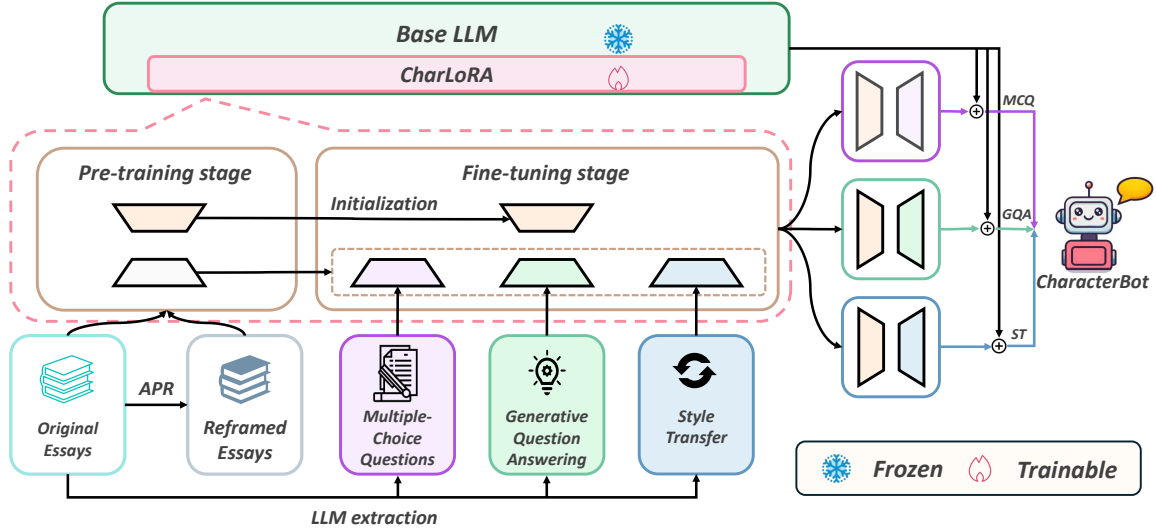 Base LLM
CharLoRA
Pre-training stage
Fine-tuning stage
Initialization
MCQ
GQA
ST
CharacterBot
Original
Essays
APR
Reframed
Essays
Multiple-
Choice
Questions
Generative
Question
Answering
Style
Transfer
LLM extraction
Frozen
Trainable